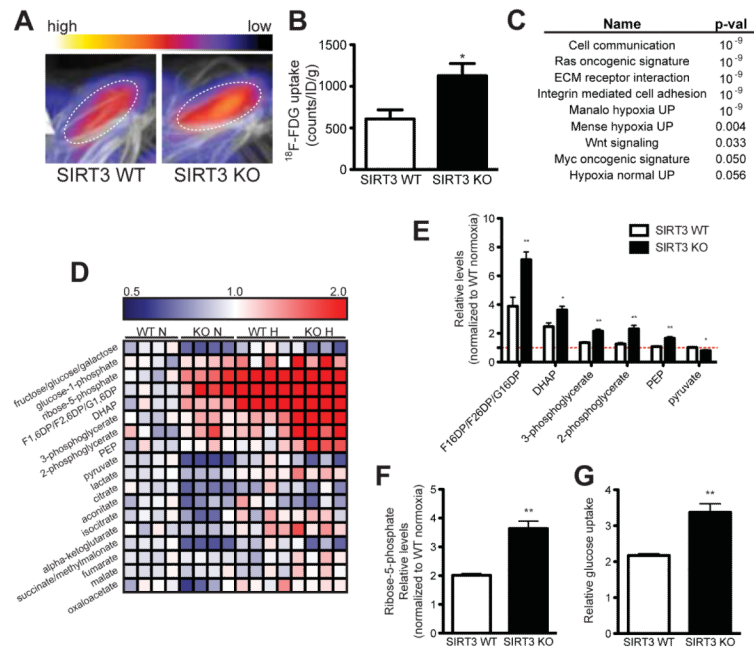 A
high
low
SIRT3 WT
SIRT3 KO
B
18F-FDG uptake
(counts/ID/g)
1500
1000
500
0
*
SIRT3 WT
SIRT3 KO
C
Name p-val
Cell communication 10-9
Ras oncogenic signature 10-9
ECM receptor interaction 10-9
Integrin mediated cell adhesion 10-9
Manalo hypoxia UP 10-9
Mense hypoxia UP 0.004
Wnt signaling 0.033
Myc oncogenic signature 0.050
Hypoxia normal UP 0.056
D
0.5 1.0 2.0
WT N KO N WT H KO H
fructose/glucose/galactose
glucose-1-phosphate
ribose-5-phosphate
F1,6DP/F2,6DP/G1,6DP
DHAP
3-phosphoglycerate
2-phosphoglycerate
PEP
pyruvate
lactate
citrate
aconitate
isocitrate
alpha-ketoglutarate
succinate/methylmalonate
fumarate
malate
oxaloacetate
E
Relative levels
(normalized to WT normoxia)
10
8
6
4
2
1
0
SIRT3 WT
SIRT3 KO
** * ** ** ** *
F16DP/F26DP/G16DP
DHAP
3-phosphoglycerate
2-phosphoglycerate
PEP
pyruvate
F
Ribose-5-phosphate
Relative levels
(normalized to WT normoxia)
5
4
3
2
1
0
**
SIRT3 WT
SIRT3 KO
G
Relative glucose uptake
4
3
2
1
0
**
SIRT3 WT
SIRT3 KO